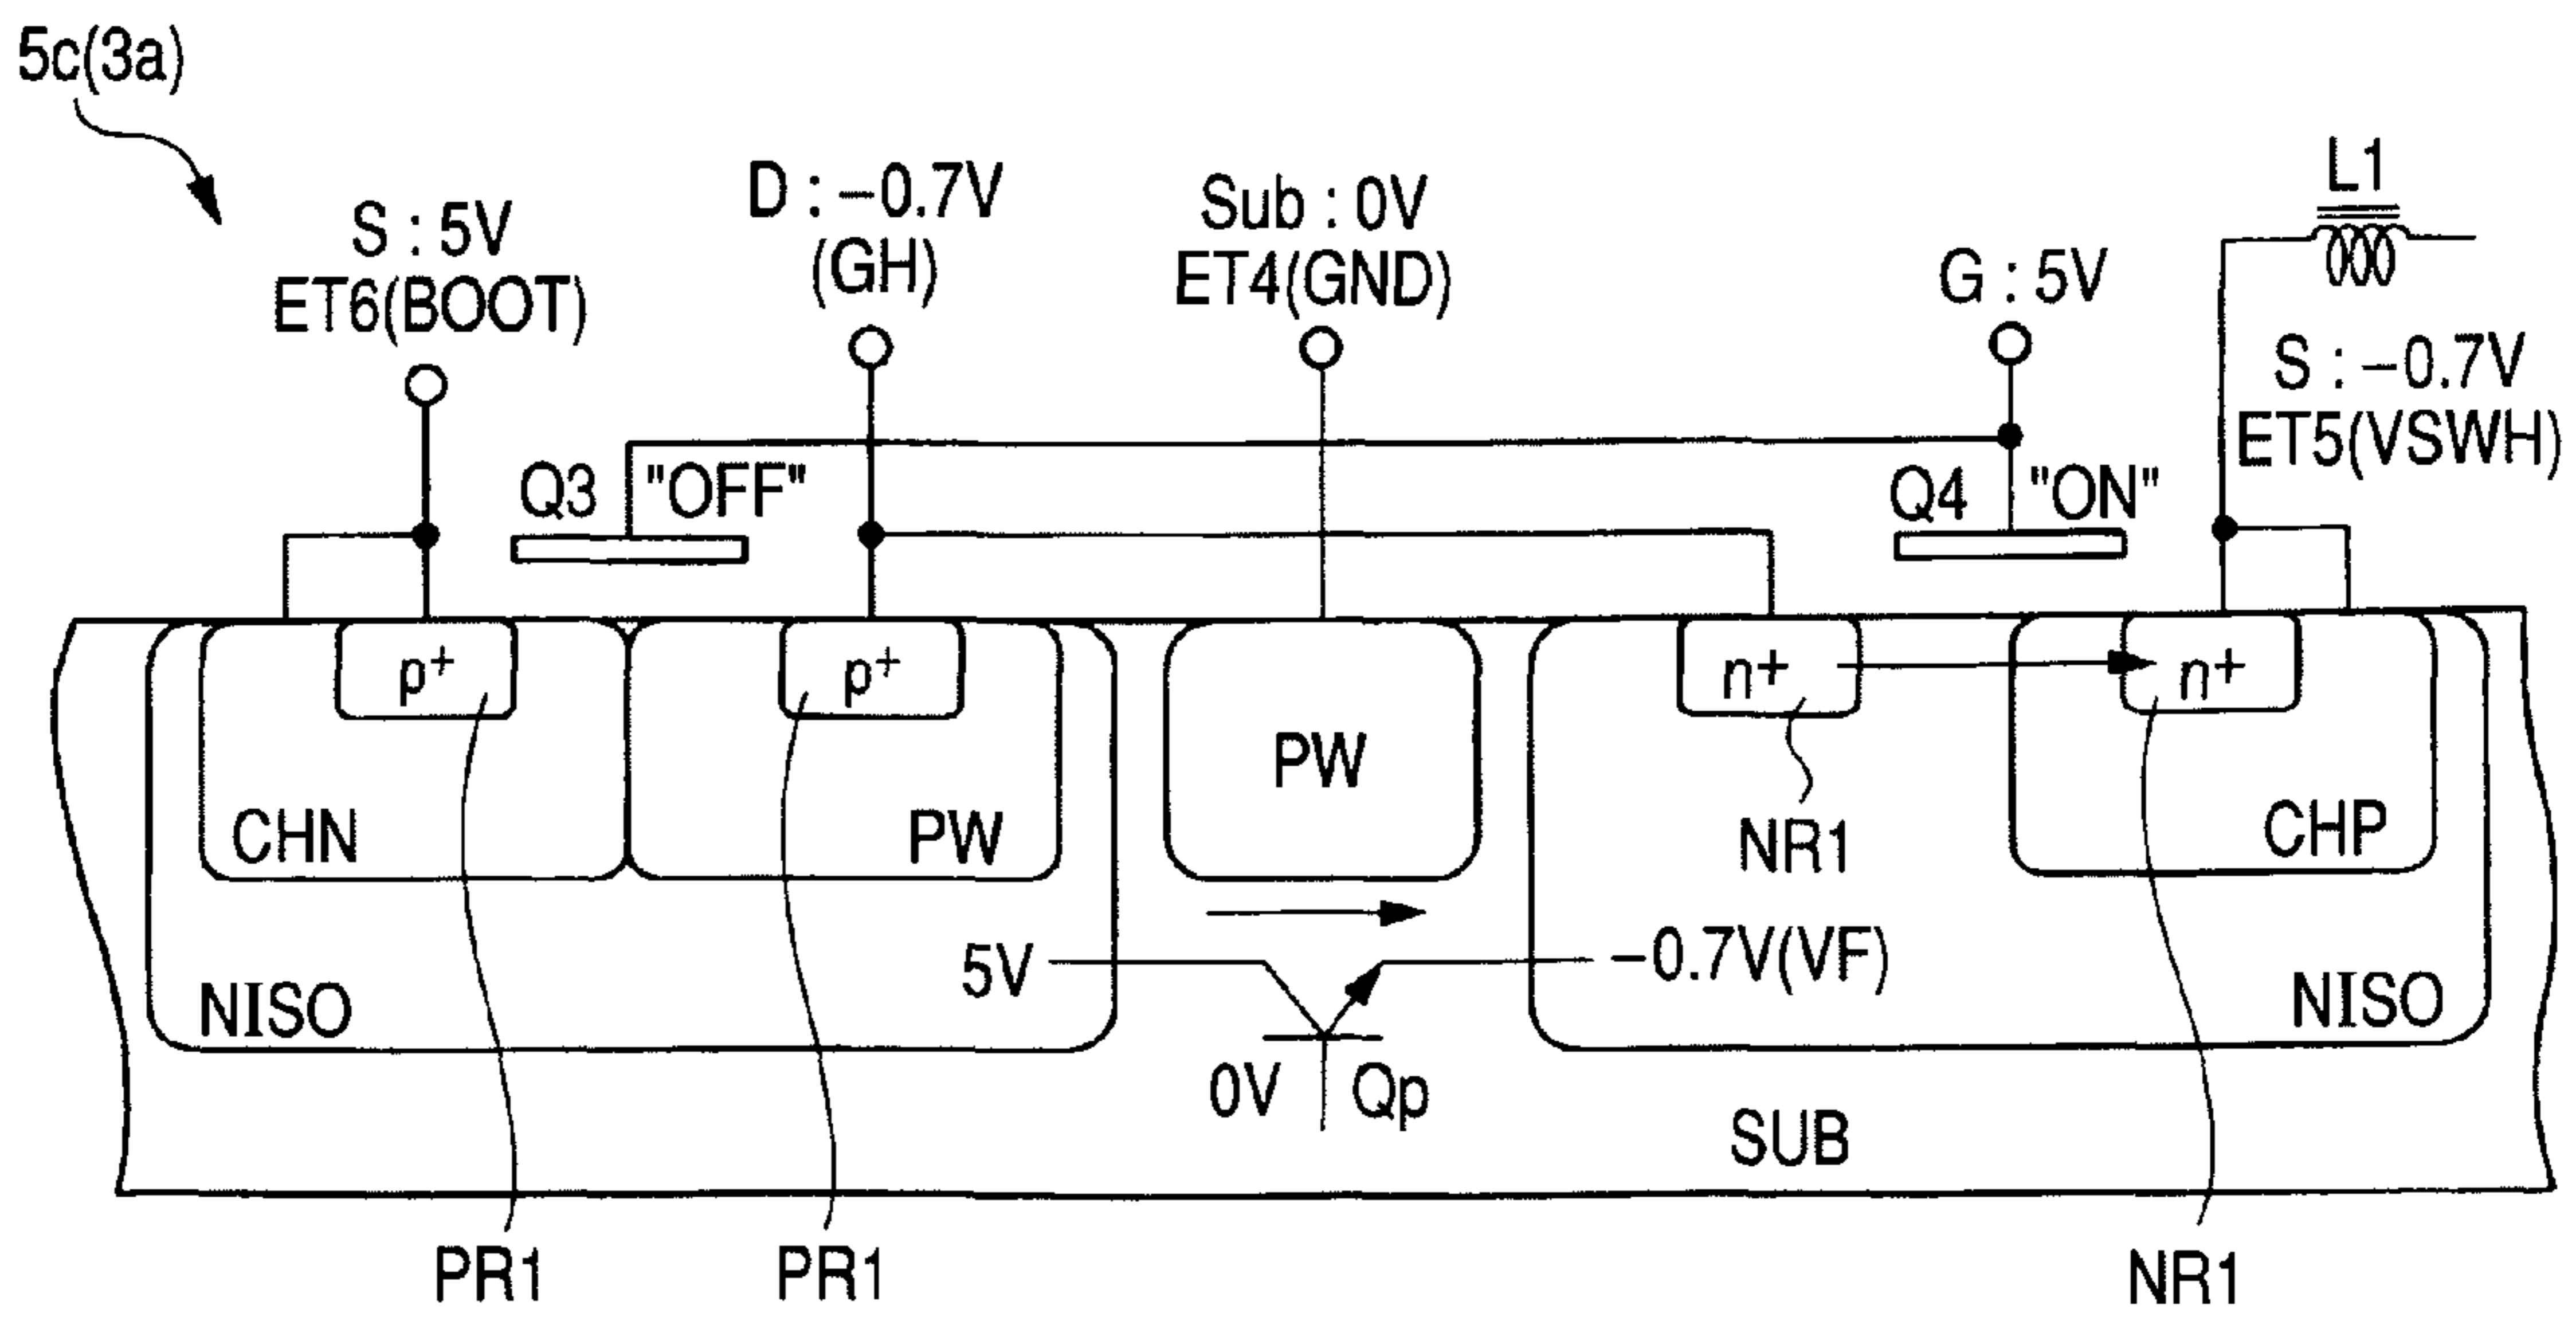 5c(3a)
L1
D : −0.7V
(GH)
Sub : 0V
ET4(GND)
S : 5V
ET6(BOOT)
G : 5V
S : −0.7V
ET5(VSWH)
Q3 "OFF"
Q4 "ON"
p+
p+
n+
n+
PW
CHN
PW
NR1
CHP
5V
−0.7V(VF)
NISO
NISO
0V
Qp
SUB
PR1
PR1
NR1